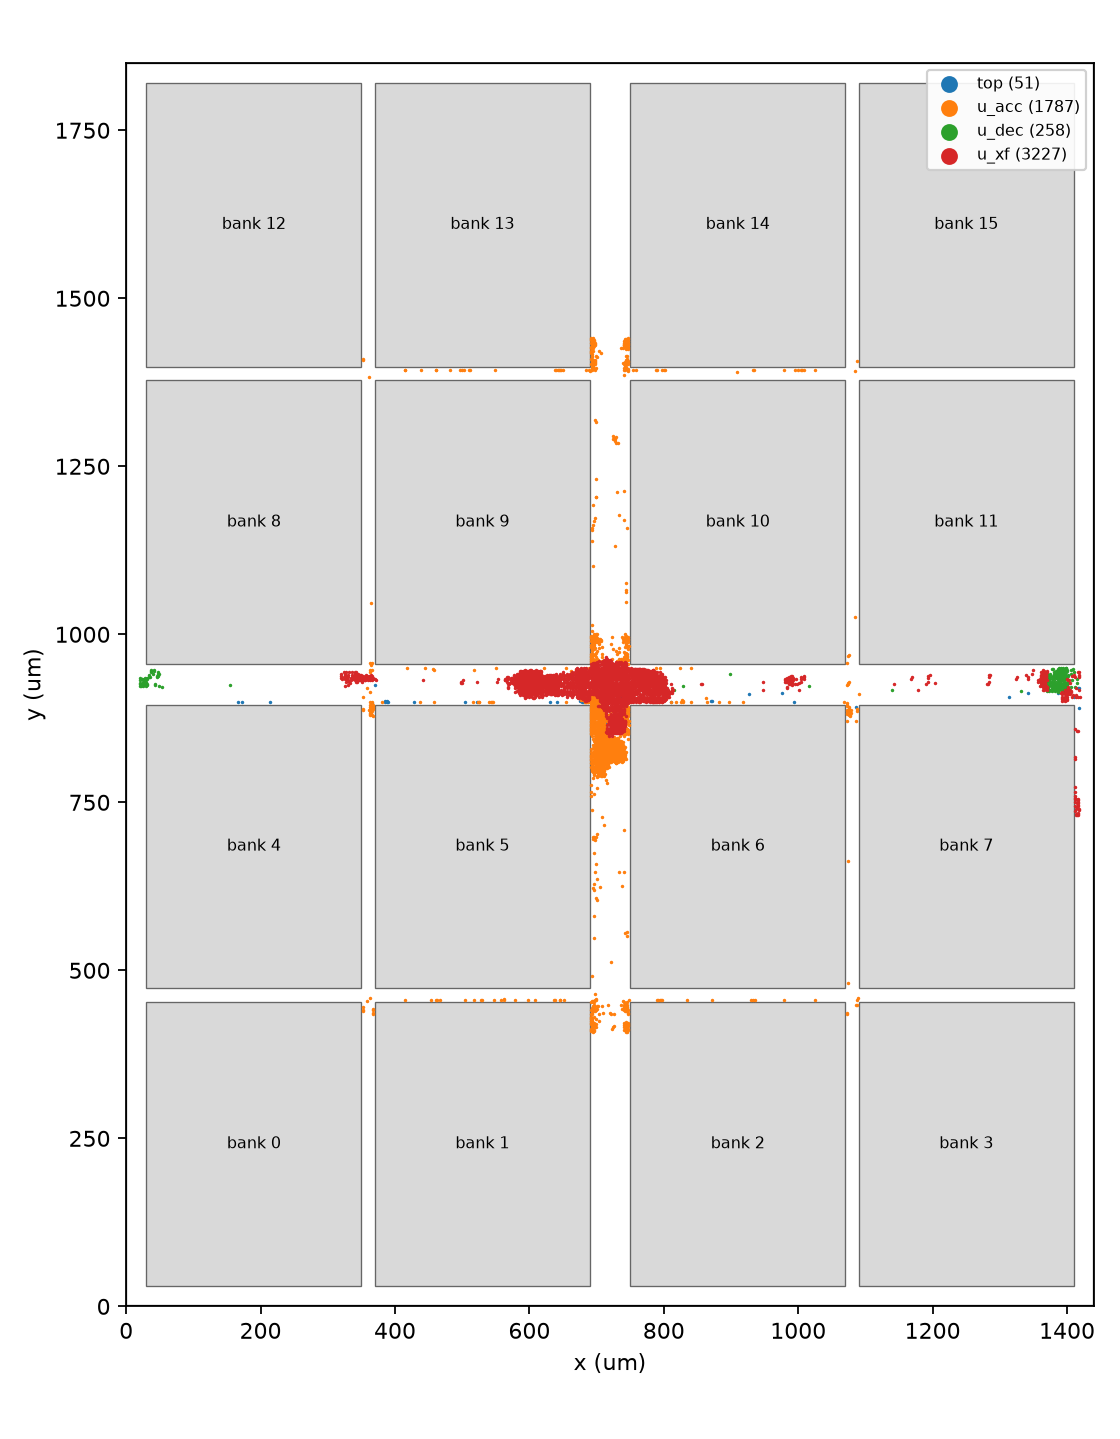 top (51)
u_acc (1787)
u_dec (258)
u_xf (3227)
1750
bank 12
bank 13
bank 14
bank 15
1500
1250
bank 8
bank 9
bank 10
bank 11
1000
y (um)
750
bank 4
bank 5
bank 6
bank 7
500
250
bank 0
bank 1
bank 2
bank 3
0
0 200 400 600 800 1000 1200 1400
x (um)